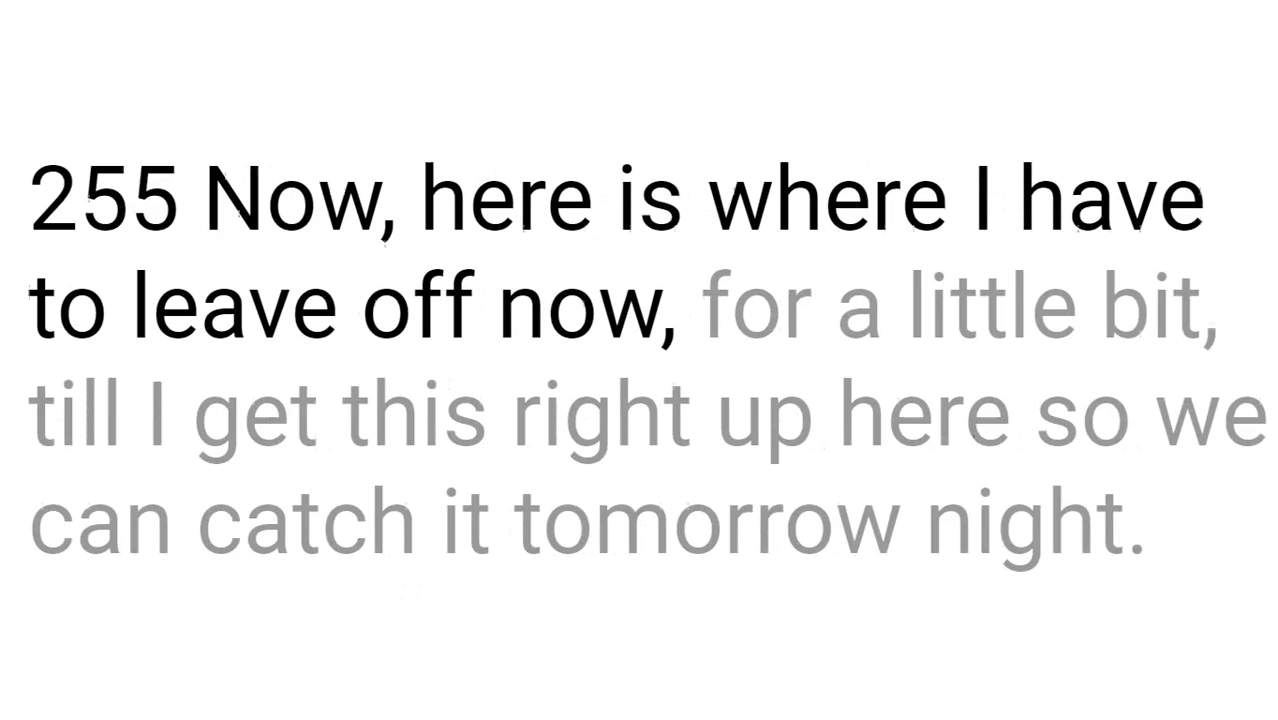 255 Now, here is where I have
to leave off now, for a little bit,
till I get this right up here so we
can catch it tomorrow night.